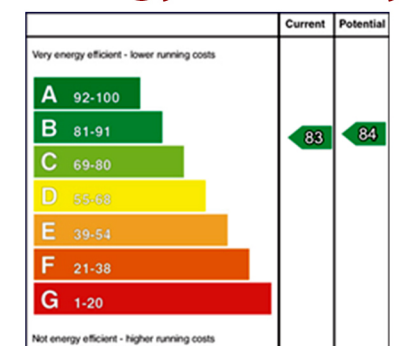 Current Potential
Very energy efficient - lower running costs
A 92-100
B 81-91
83 84
C 69-80
D 55-68
E 39-54
F 21-38
G 1-20
Not energy efficient - higher running costs